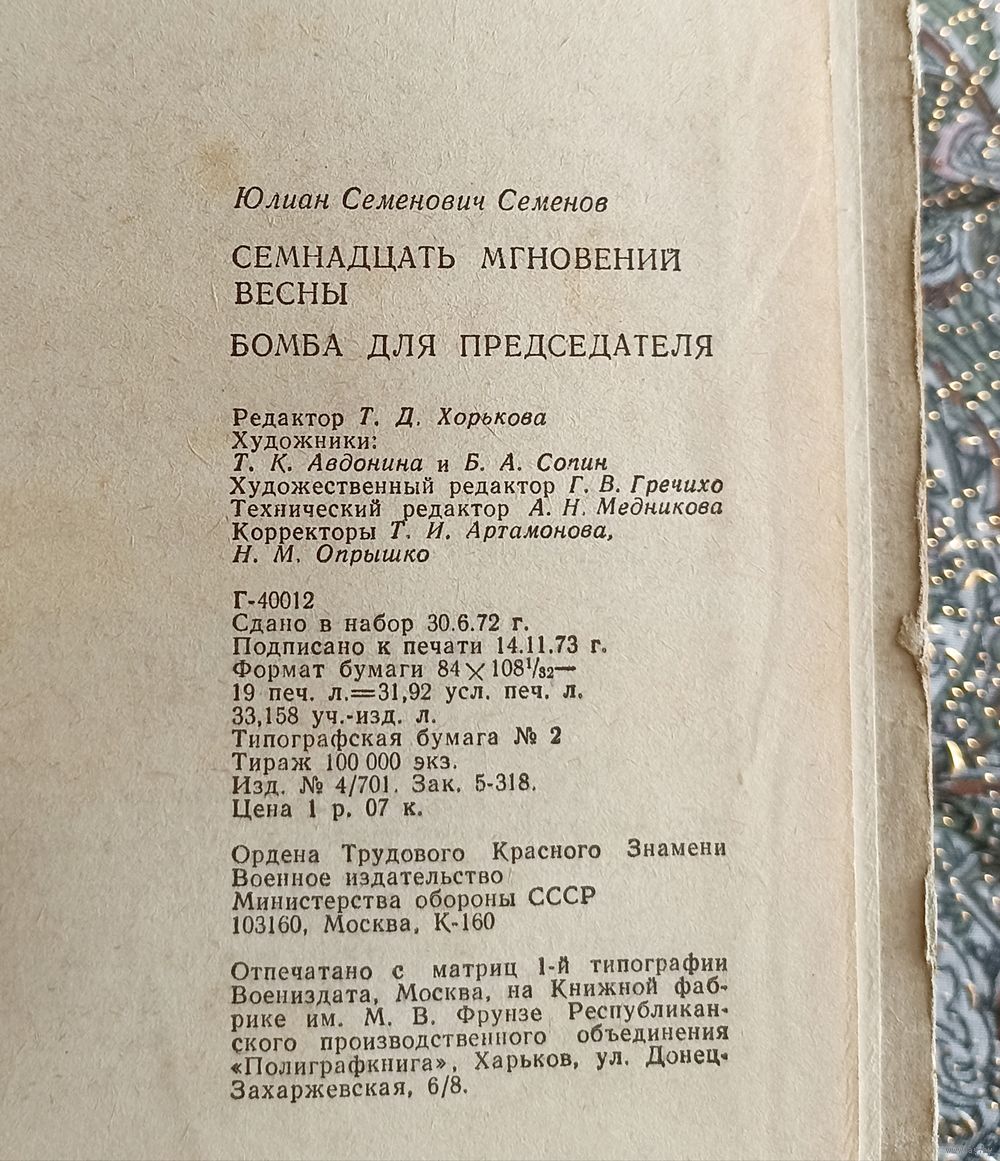 Юлиан Семенович Семенов
СЕМНАДЦАТЬ МГНОВЕНИЙ
ВЕСНЫ
БОМБА ДЛЯ ПРЕДСЕДАТЕЛЯ
Редактор Т. Д. Хорькова
Художники:
Т. К. Авдонина и Б. А. Сопин
Художественный редактор Г. В. Гречихо
Технический редактор А. Н. Медникова
Корректоры Т. И. Артамонова,
Н. М. Опрышко
Г-40012
Сдано в набор 30.6.72 г.
Подписано к печати 14.11.73 г.
Формат бумаги 84×108¹/₃₂—
19 печ. л.=31,92 усл. печ. л.
33,158 уч.-изд. л.
Типографская бумага № 2
Тираж 100 000 экз.
Изд. № 4/701. Зак. 5-318.
Цена 1 р. 07 к.
Ордена Трудового Красного Знамени
Военное издательство
Министерства обороны СССР
103160, Москва, К-160
Отпечатано с матриц 1-й типографии
Воениздата, Москва, на Книжной фаб-
рике им. М. В. Фрунзе Республикан-
ского производственного объединения
«Полиграфкнига», Харьков, ул. Донец-
Захаржевская, 6/8.